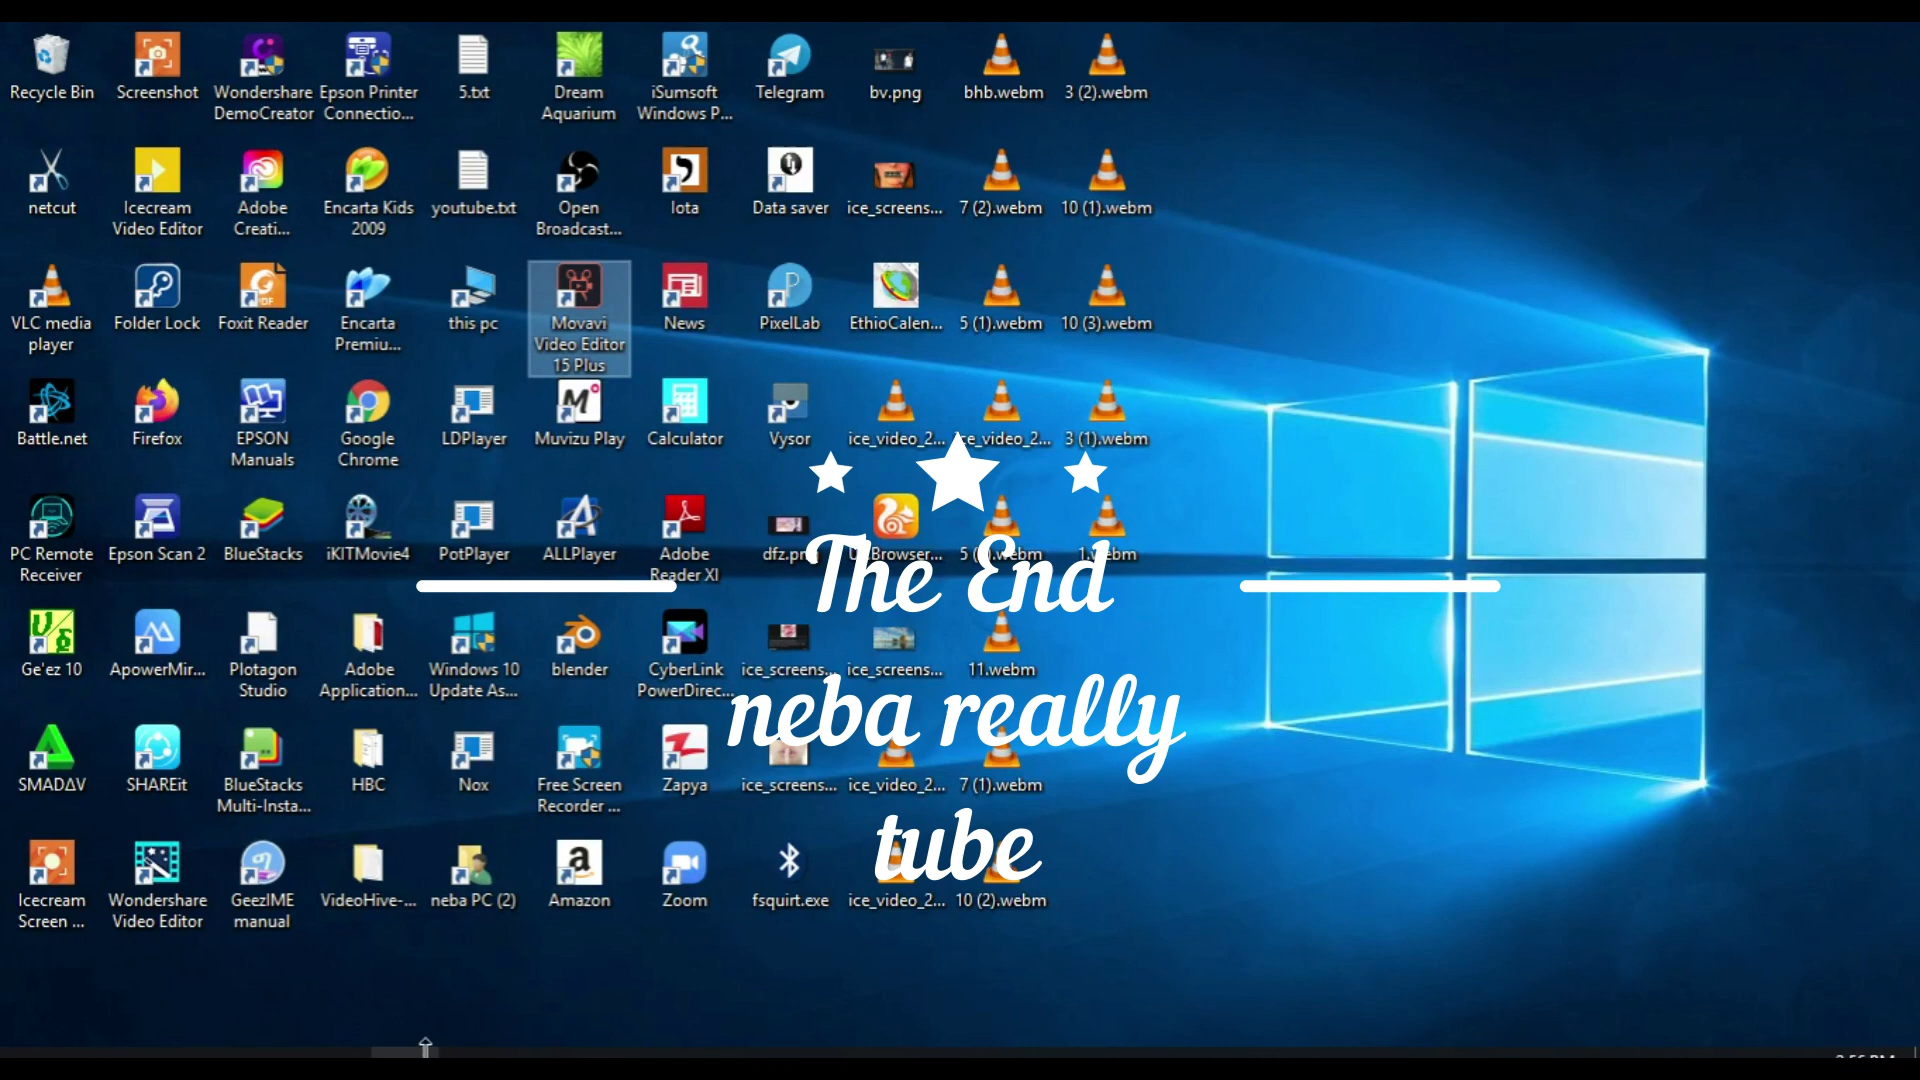 Recycle Bin
Screenshot
Wondershare
DemoCreator
Epson Printer
Connectio...
5.txt
Dream
Aquarium
iSumsoft
Windows P...
Telegram
bv.png
bhb.webm
3 (2).webm
netcut
Icecream
Video Editor
Adobe
Creati...
Encarta Kids
2009
youtube.txt
Open
Broadcast...
Iota
Data saver
ice_screens...
7 (2).webm
10 (1).webm
VLC media
player
Folder Lock
Foxit Reader
Encarta
Premiu...
this pc
Movavi
Video Editor
15 Plus
News
PixelLab
EthioCalen...
5 (1).webm
10 (3).webm
Battle.net
Firefox
EPSON
Manuals
Google
Chrome
LDPlayer
Muvizu Play
Calculator
Vysor
ice_video_2...
3 (1).webm
PC Remote
Receiver
Epson Scan 2
BlueStacks
iKITMovie4
PotPlayer
ALLPlayer
Adobe
Reader XI
The End
Ge'ez 10
ApowerMir...
Plotagon
Studio
Adobe
Application...
Windows 10
Update As...
blender
CyberLink
PowerDirec...
ice_screens...
ice_screens...
11.webm
neba really
SMADΔV
SHAREit
BlueStacks
Multi-Insta...
HBC
Nox
Free Screen
Recorder ...
Zapya
ice_screens...
ice_video_2...
7 (1).webm
tube
Icecream
Screen ...
Wondershare
Video Editor
GeezIME
manual
VideoHive-...
neba PC (2)
Amazon
Zoom
fsquirt.exe
ice_video_2...
10 (2).webm